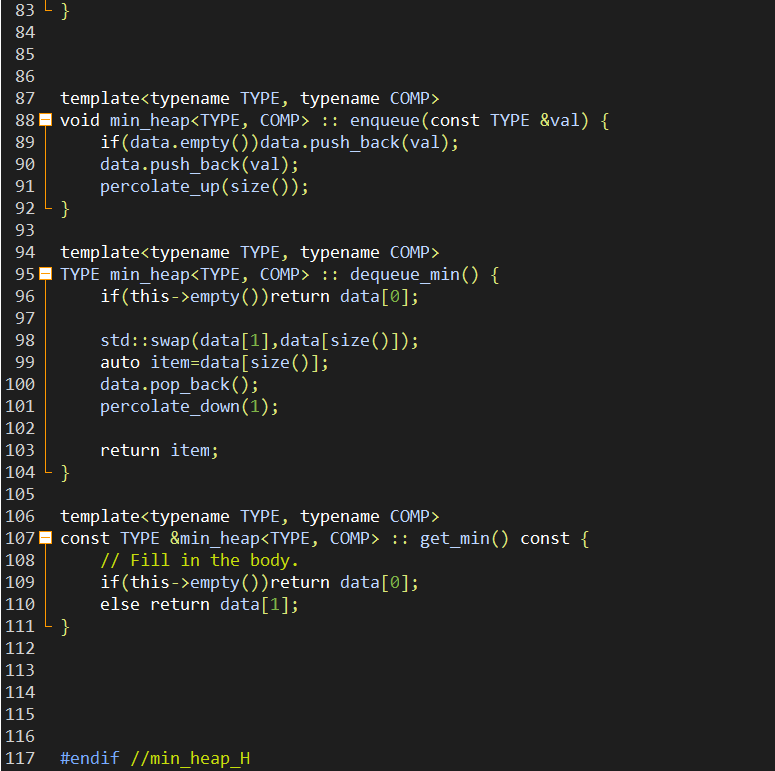 83 }
84
85
86
87 template<typename TYPE, typename COMP>
88 void min_heap<TYPE, COMP> :: enqueue(const TYPE &val) {
89     if(data.empty())data.push_back(val);
90     data.push_back(val);
91     percolate_up(size());
92 }
93
94 template<typename TYPE, typename COMP>
95 TYPE min_heap<TYPE, COMP> :: dequeue_min() {
96     if(this->empty())return data[0];
97
98     std::swap(data[1],data[size()]);
99     auto item=data[size()];
100     data.pop_back();
101     percolate_down(1);
102
103     return item;
104 }
105
106 template<typename TYPE, typename COMP>
107 const TYPE &min_heap<TYPE, COMP> :: get_min() const {
108     // Fill in the body.
109     if(this->empty())return data[0];
110     else return data[1];
111 }
112
113
114
115
116
117 #endif //min_heap_H